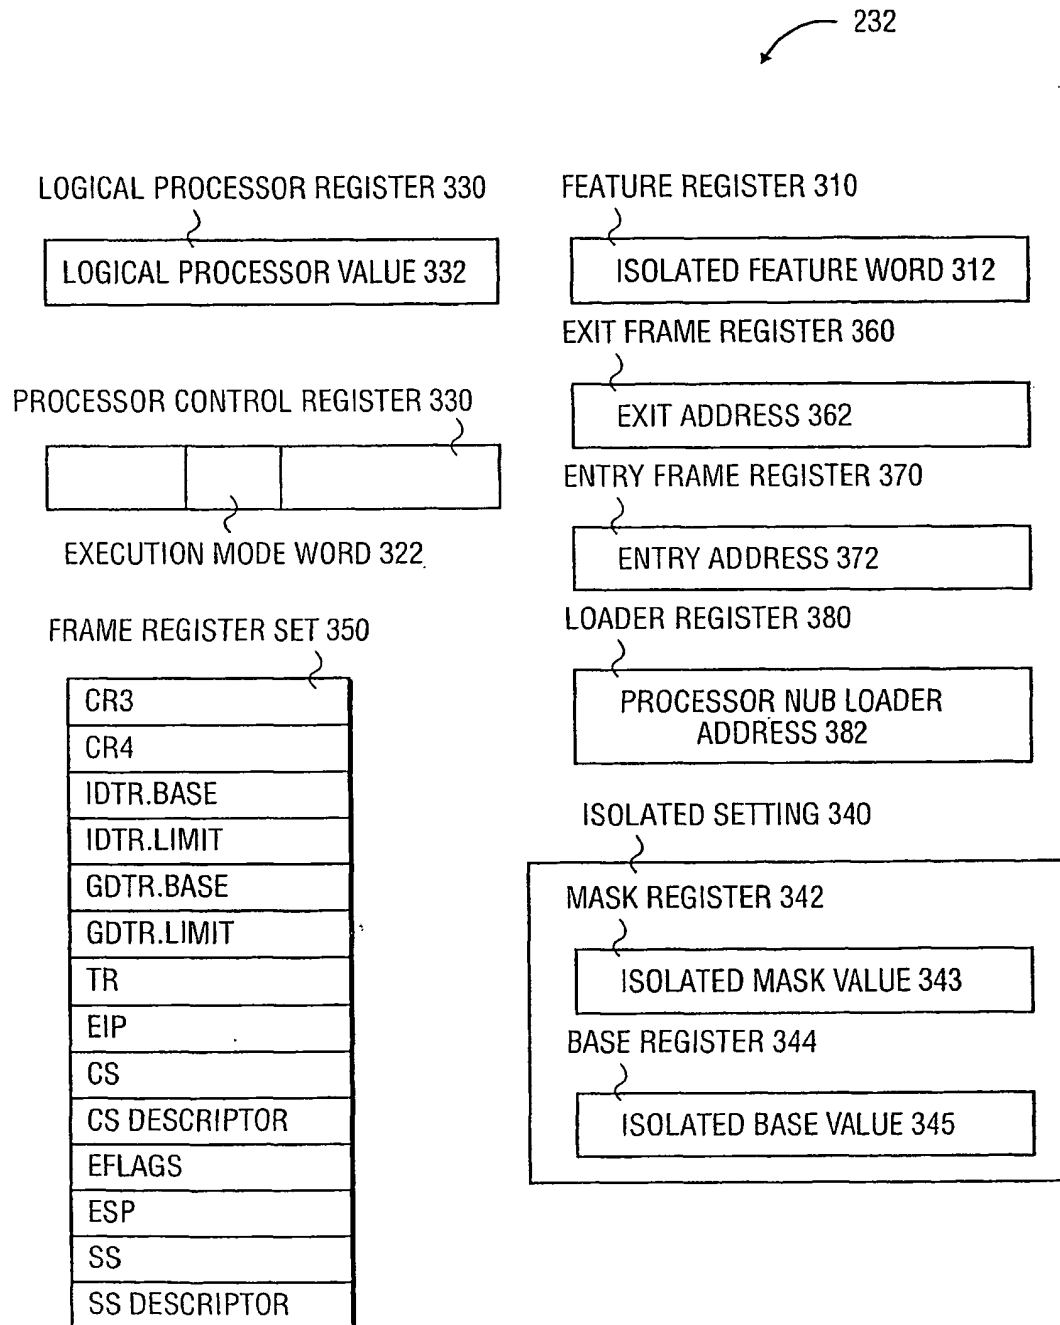 232
LOGICAL PROCESSOR REGISTER 330
LOGICAL PROCESSOR VALUE 332
PROCESSOR CONTROL REGISTER 330
EXECUTION MODE WORD 322
FRAME REGISTER SET 350
CR3
CR4
IDTR.BASE
IDTR.LIMIT
GDTR.BASE
GDTR.LIMIT
TR
EIP
CS
CS DESCRIPTOR
EFLAGS
ESP
SS
SS DESCRIPTOR
FEATURE REGISTER 310
ISOLATED FEATURE WORD 312
EXIT FRAME REGISTER 360
EXIT ADDRESS 362
ENTRY FRAME REGISTER 370
ENTRY ADDRESS 372
LOADER REGISTER 380
PROCESSOR NUB LOADER
ADDRESS 382
ISOLATED SETTING 340
MASK REGISTER 342
ISOLATED MASK VALUE 343
BASE REGISTER 344
ISOLATED BASE VALUE 345